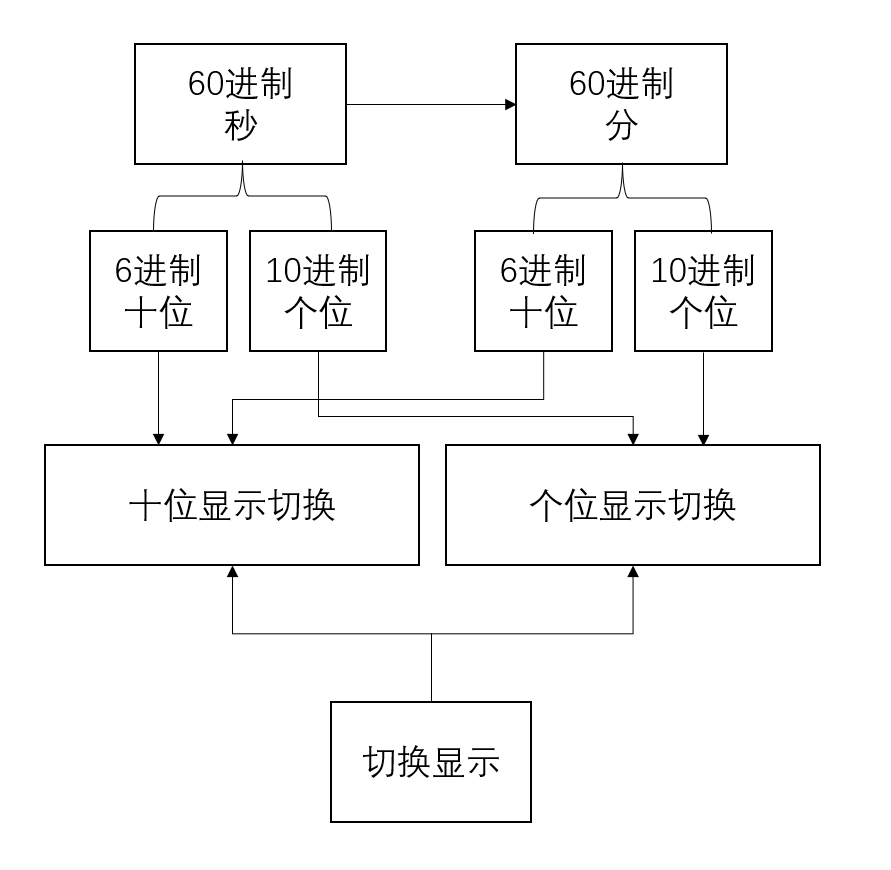 60进制
秒
60进制
分
6进制
十位
10进制
个位
6进制
十位
10进制
个位
十位显示切换
个位显示切换
切换显示